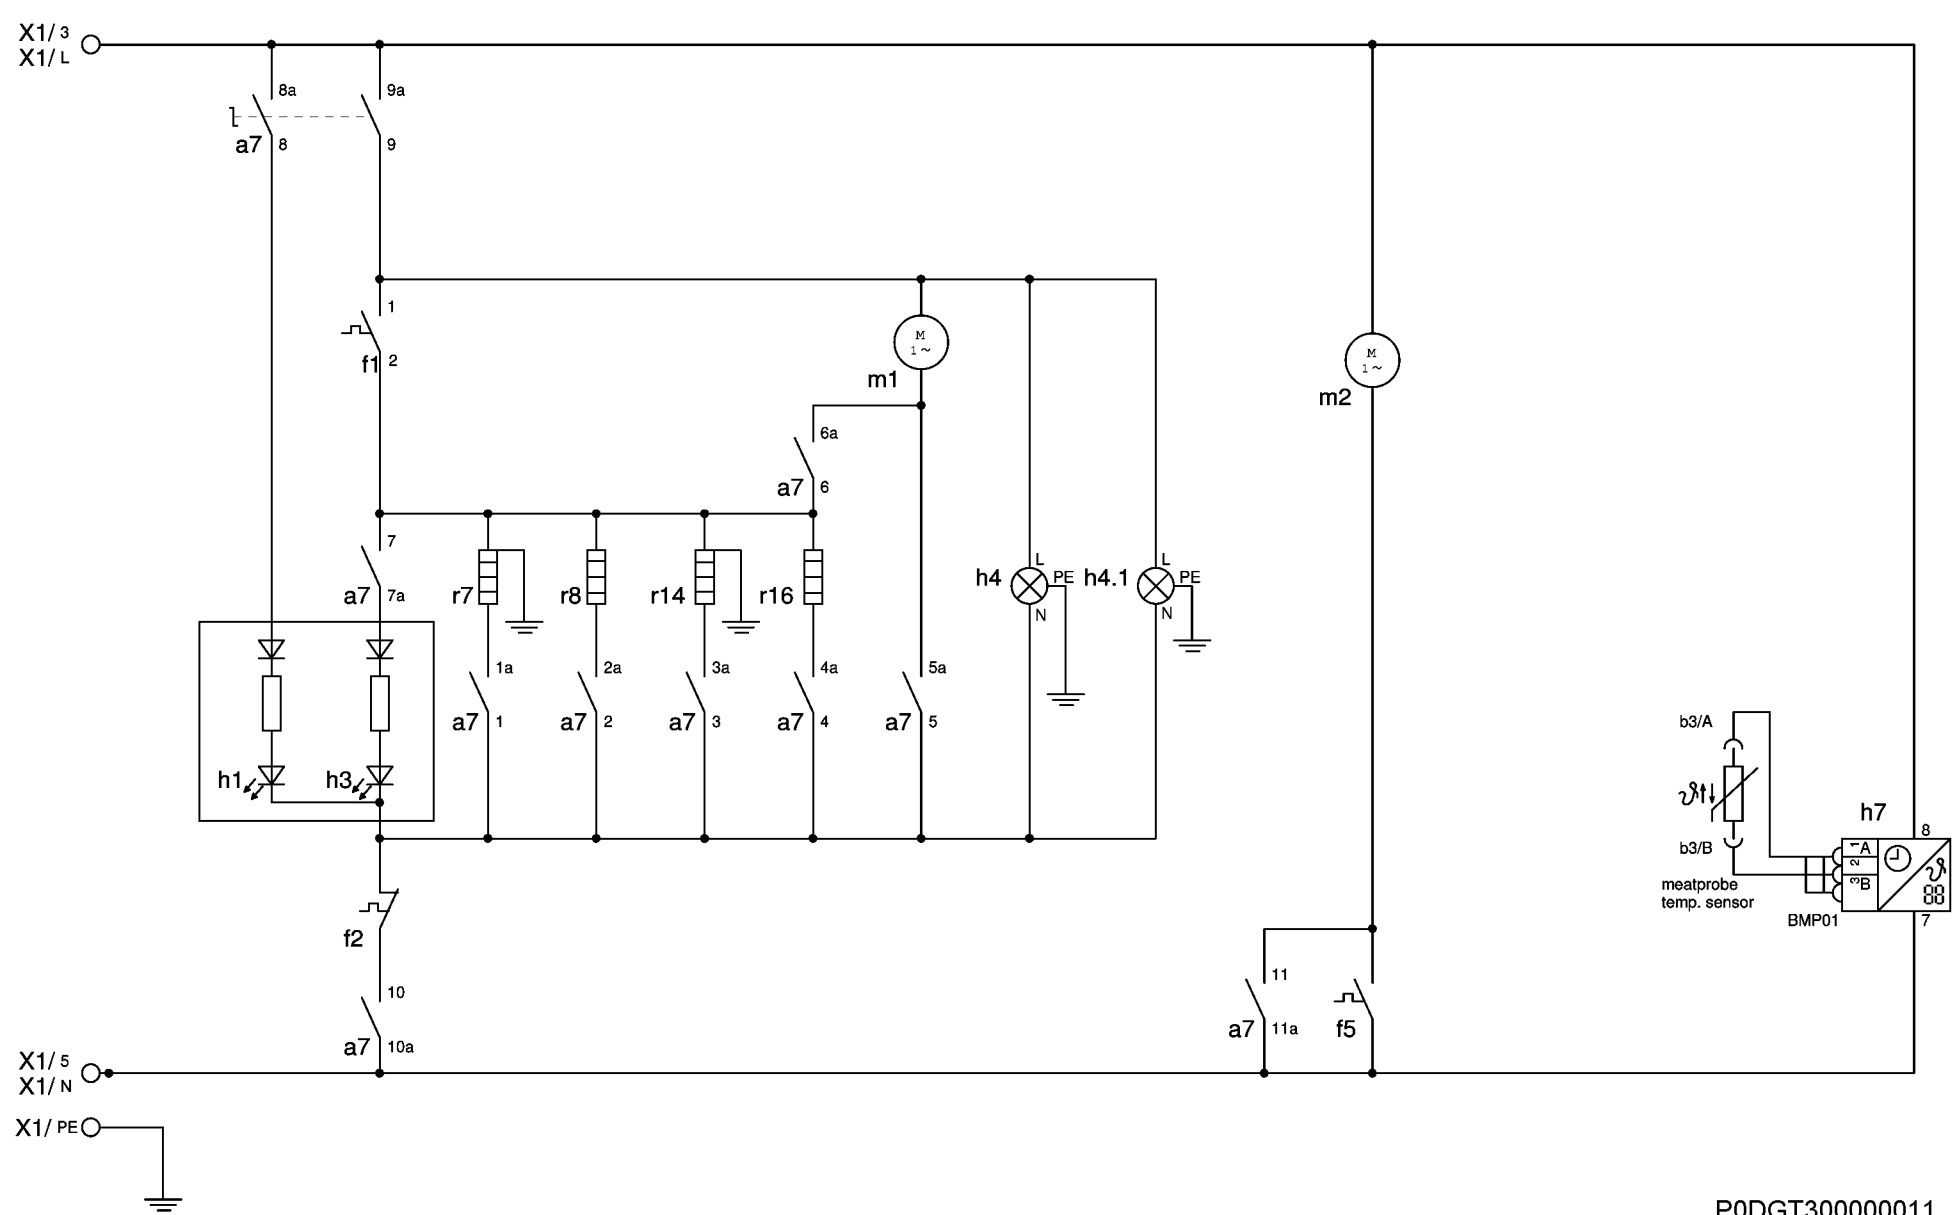 X1/ 3
X1/ L
8a
9a
a7 8
9
1
f1 2
M
1~
m1
M
1~
m2
6a
a7 6
7
a7 7a
r7
r8
r14
r16
h4
L
PE
N
h4.1
L
PE
N
1a
2a
3a
4a
5a
a7 1
a7 2
a7 3
a7 4
a7 5
h1
h3
b3/A
ϑ
h7
8
b3/B
1 A
2
3 B
ϑ
88
meatprobe
temp. sensor
BMP01
7
f2
10
a7 10a
11
a7 11a
f5
X1/ 5
X1/ N
X1/ PE
P0DGT300000011